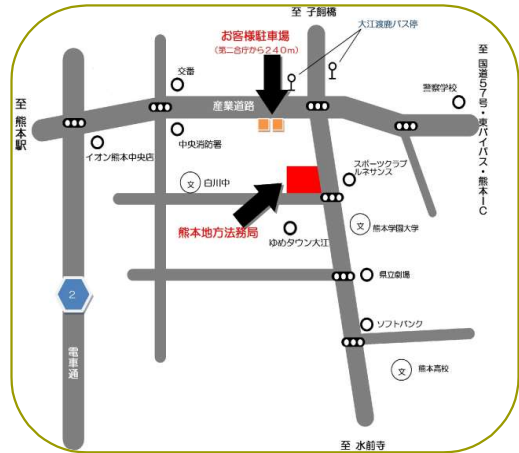 至 子飼橋
大江渡鹿バス停
お客様駐車場
(第二合庁から240m)
至 国道57号・東バイパス・熊本IC
交番
警察学校
至 熊本駅
産業道路
イオン熊本中央店
中央消防署
スポーツクラブ
ルネサンス
文 白川中
熊本地方法務局
ゆめタウン大江
文 熊本学園大学
県立劇場
2
ソフトバンク
電車通
文 熊本高校
至 水前寺